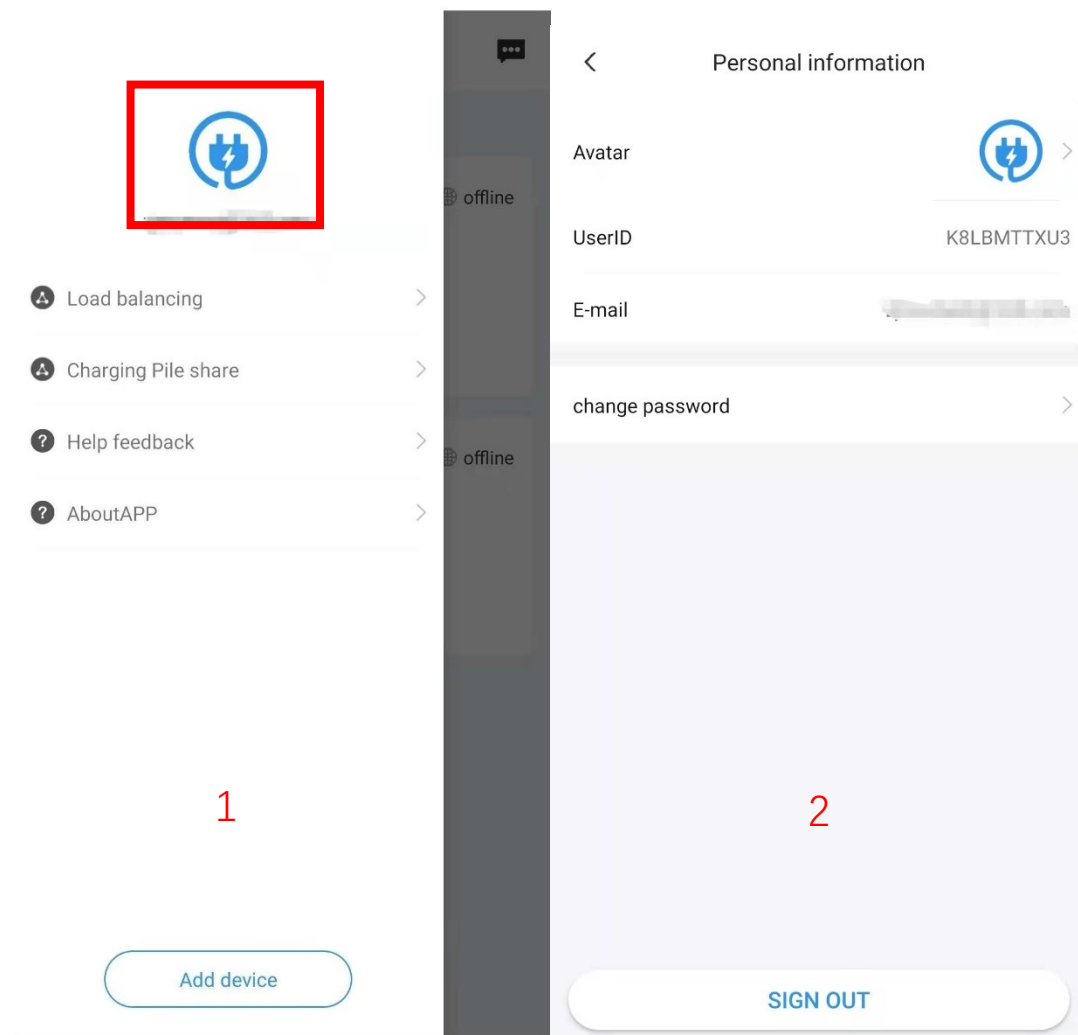 offline
Load balancing
Charging Pile share
Help feedback
offline
AboutAPP
1
Add device
Personal information
Avatar
UserID K8LBMTTXU3
E-mail
change password
2
SIGN OUT